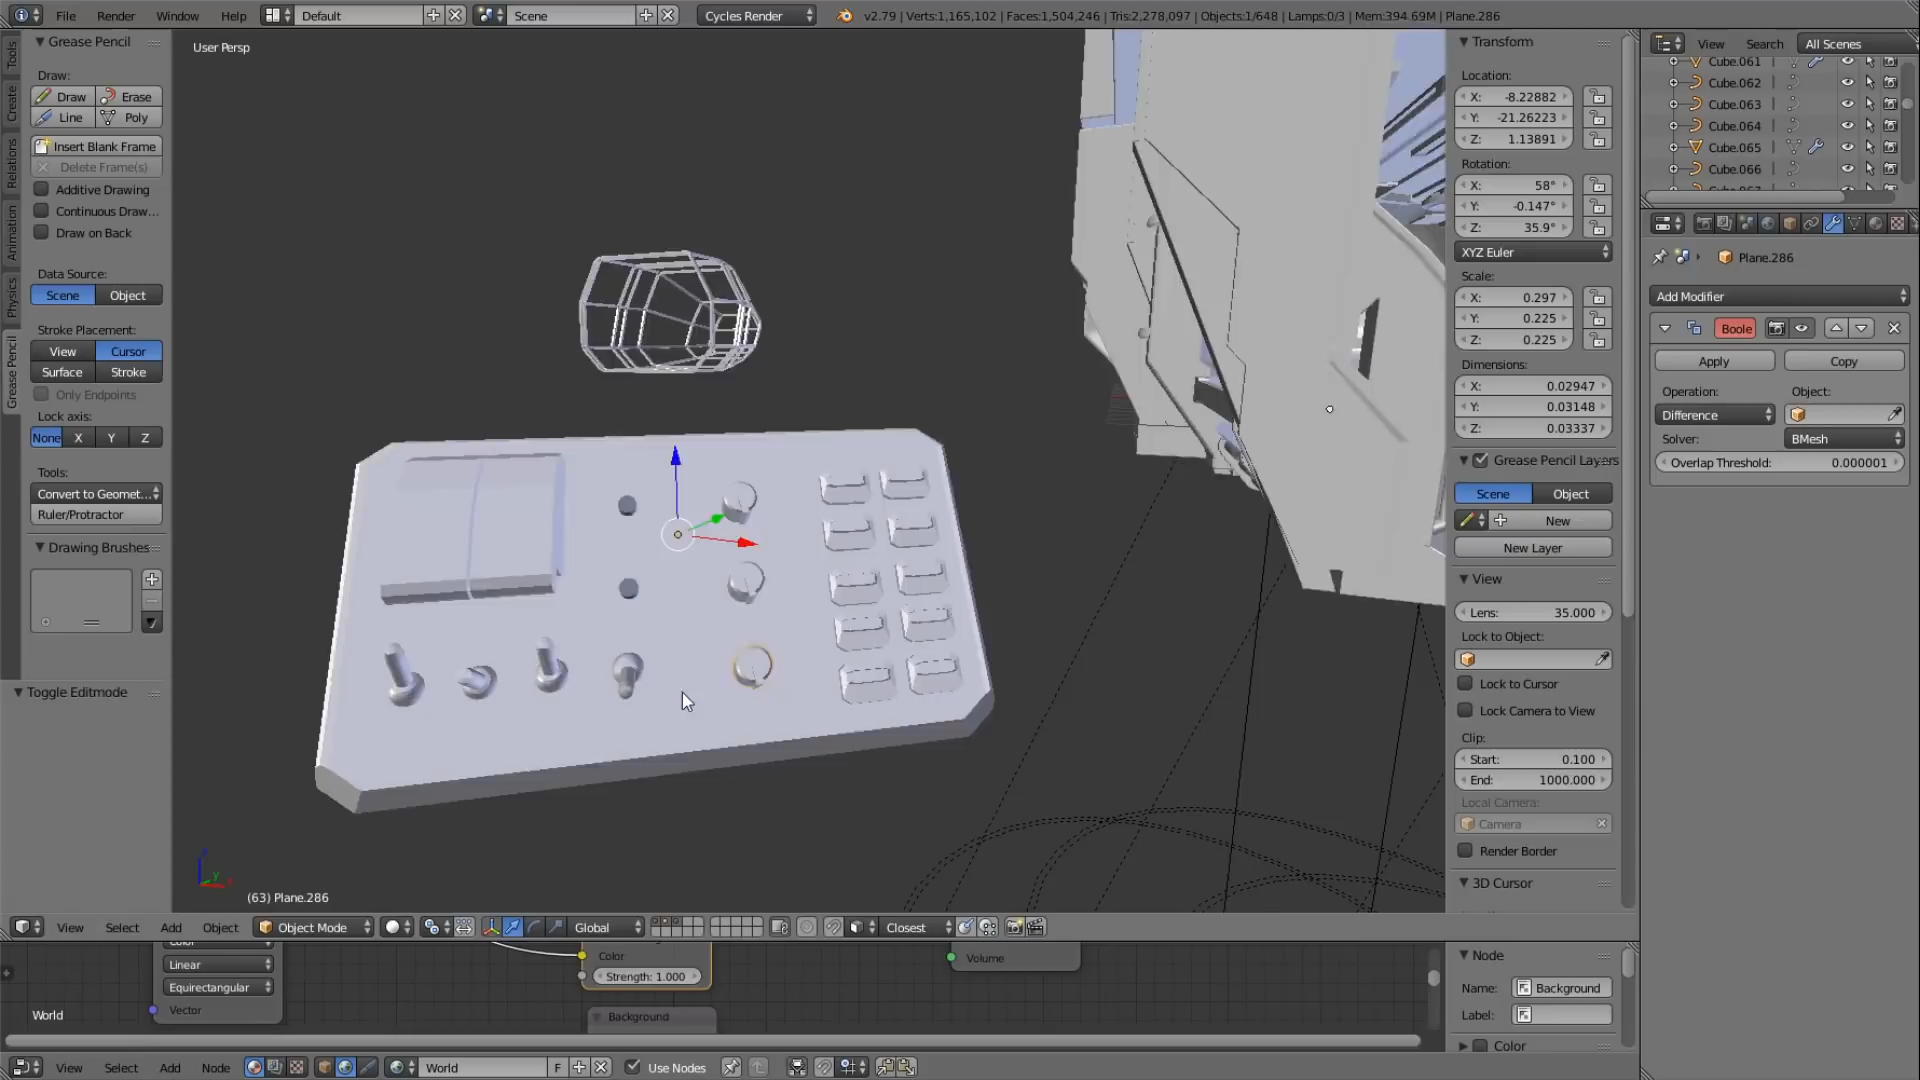 File Render Window Help Default Scene Cycles Render v2.79 | Verts:1,165,102 | Faces:1,504,246 | Tris:2,278,097 | Objects:1/648 | Lamps:0/3 | Mem:394.69M | Plane.286
Tools
Create
Relations
Animation
Physics
Grease Pencil
Grease Pencil
Draw:
Draw Erase
Line Poly
Insert Blank Frame
Delete Frame(s)
Additive Drawing
Continuous Draw...
Draw on Back
Data Source:
Scene Object
Stroke Placement:
View Cursor
Surface Stroke
Only Endpoints
Lock axis:
None X Y Z
Tools:
Convert to Geomet...
Ruler/Protractor
Drawing Brushes
Toggle Editmode
User Persp
(63) Plane.286
Transform
Location:
X: -8.22882
Y: -21.26223
Z: 1.13891
Rotation:
X: 58°
Y: -0.147°
Z: 35.9°
XYZ Euler
Scale:
X: 0.297
Y: 0.225
Z: 0.225
Dimensions:
X: 0.02947
Y: 0.03148
Z: 0.03337
Grease Pencil Layers
Scene Object
New
New Layer
View
Lens: 35.000
Lock to Object:
Lock to Cursor
Lock Camera to View
Clip:
Start: 0.100
End: 1000.000
Local Camera:
Camera
Render Border
3D Cursor
View Search All Scenes
Cube.061
Cube.062
Cube.063
Cube.064
Cube.065
Cube.066
Plane.286
Add Modifier
Boole
Apply Copy
Operation: Object:
Difference
Solver: BMesh
Overlap Threshold: 0.000001
View Select Add Object Object Mode Global Closest
Linear
Equirectangular
Vector
World
Color
Strength: 1.000
Background
Volume
Node
Name: Background
Label:
Color
View Select Add Node World F Use Nodes